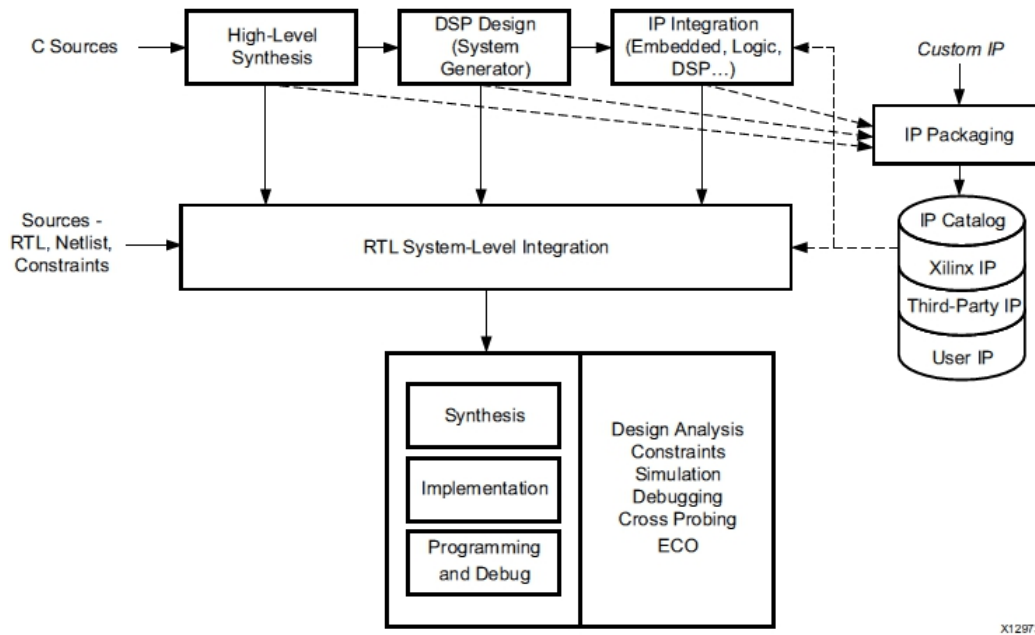 C Sources
High-Level
Synthesis
DSP Design
(System
Generator)
IP Integration
(Embedded, Logic,
DSP…)
Custom IP
IP Packaging
Sources -
RTL, Netlist,
Constraints
RTL System-Level Integration
IP Catalog
Xilinx IP
Third-Party IP
User IP
Synthesis
Implementation
Programming
and Debug
Design Analysis
Constraints
Simulation
Debugging
Cross Probing
ECO
X1297